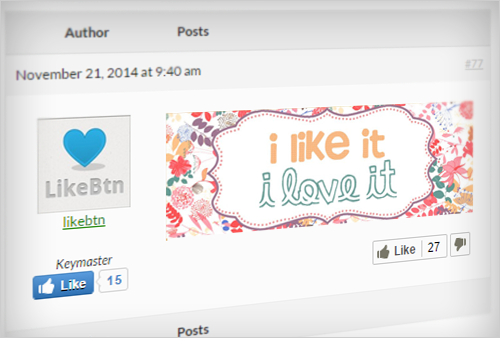 Author Posts
November 21, 2014 at 9:40 am #77
LikeBtn
likebtn
Keymaster
Like 15
i like it
i love it
Like 27
Posts